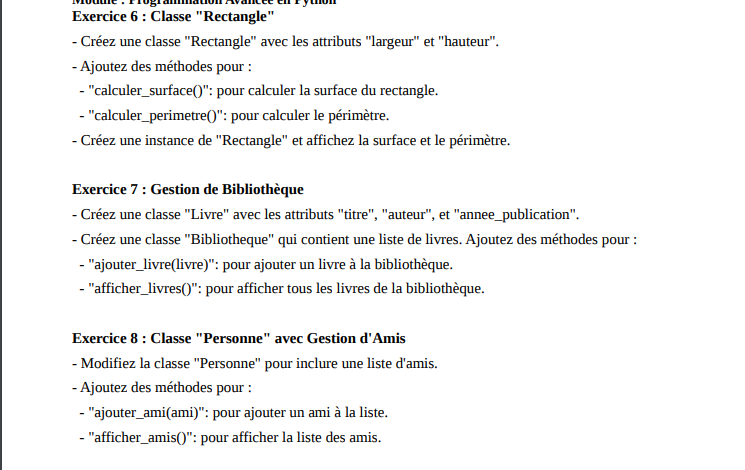 Module : Programmation Avancée en Python
Exercice 6 : Classe "Rectangle"
- Créez une classe "Rectangle" avec les attributs "largeur" et "hauteur".
- Ajoutez des méthodes pour :
- "calculer_surface()": pour calculer la surface du rectangle.
- "calculer_perimetre()": pour calculer le périmètre.
- Créez une instance de "Rectangle" et affichez la surface et le périmètre.
Exercice 7 : Gestion de Bibliothèque
- Créez une classe "Livre" avec les attributs "titre", "auteur", et "annee_publication".
- Créez une classe "Bibliotheque" qui contient une liste de livres. Ajoutez des méthodes pour :
- "ajouter_livre(livre)": pour ajouter un livre à la bibliothèque.
- "afficher_livres()": pour afficher tous les livres de la bibliothèque.
Exercice 8 : Classe "Personne" avec Gestion d'Amis
- Modifiez la classe "Personne" pour inclure une liste d'amis.
- Ajoutez des méthodes pour :
- "ajouter_ami(ami)": pour ajouter un ami à la liste.
- "afficher_amis()": pour afficher la liste des amis.